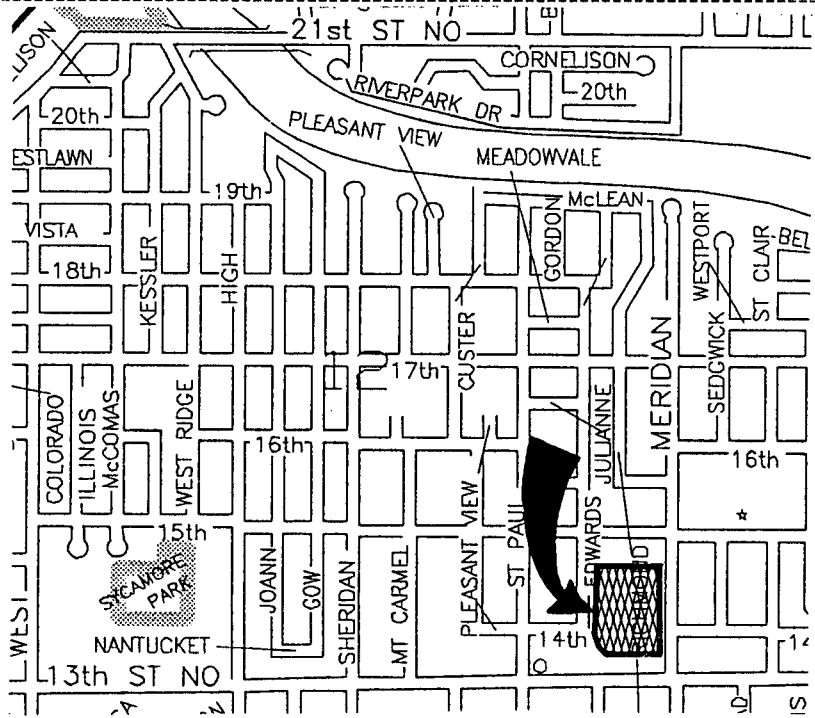 21st ST NO
CORNELISON
20th
RIVERPARK DR
20th
PLEASANT VIEW
MEADOWVALE
19th
McLEAN
GORDON
VISTA
KESSLER
HIGH
18th
WESTPORT
ST CLAIR
CUSTER
17th
MERIDIAN
SEDGWICK
COLORADO
ILLINOIS
McCOMAS
WEST RIDGE
16th
JULIANNE
16th
15th
PLEASANT VIEW
ST PAUL
EDWARDS
SYCAMORE
PARK
JOANN
GOW
SHERIDAN
MT CARMEL
WEST
NANTUCKET
14th
13th ST NO